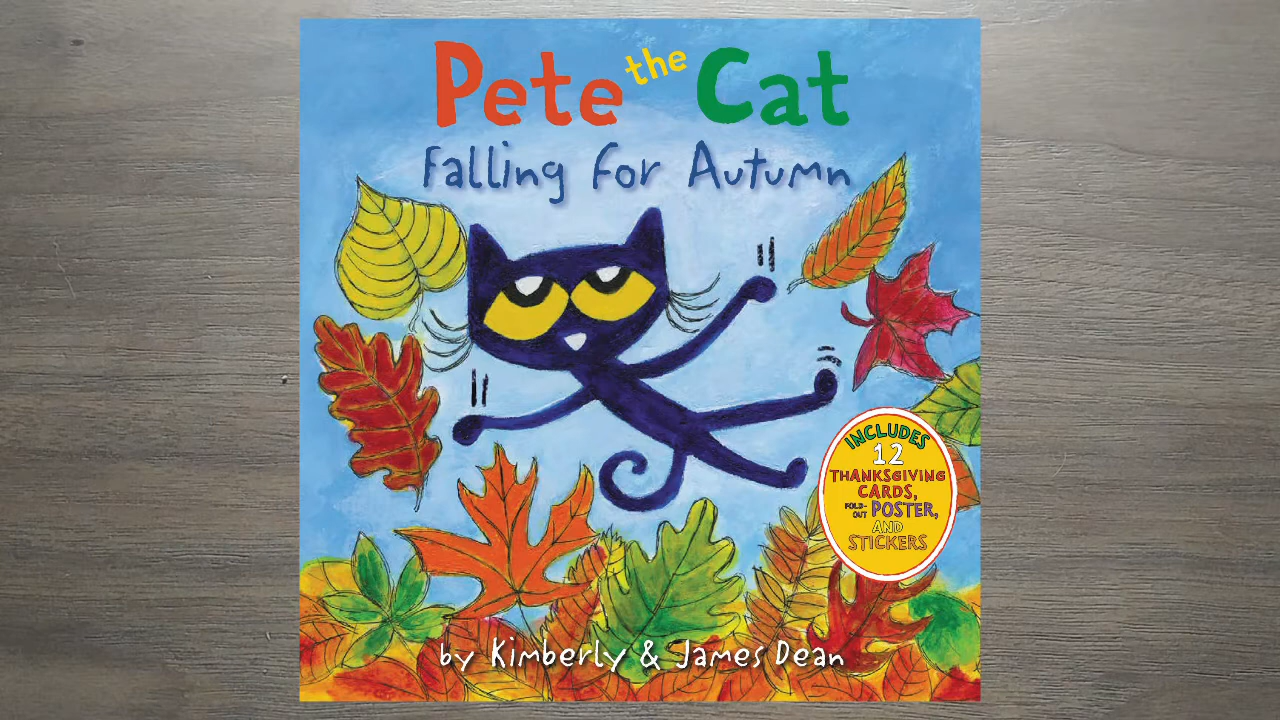 Pete the Cat
Falling for Autumn
INCLUDES
12
THANKSGIVING
CARDS,
FOLD-OUT POSTER,
AND
STICKERS
by Kimberly & James Dean